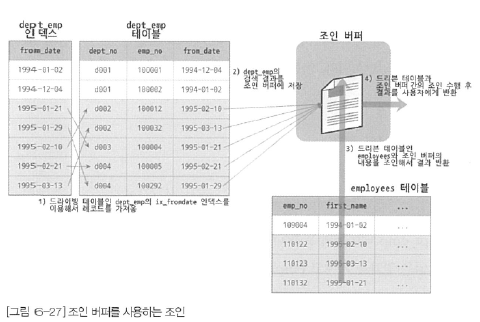 dept_emp
인덱스
dept_emp
테이블
조인 버퍼
fromm_date
1994-01-02
1994-12-04
1995-01-21
1995-01-29
1995-02-10
1995-02-21
1995-03-13
dept_no emp_no from_date
d001 100001 1994-12-04
d001 100002 1994-01-02
d002 100012 1995-02-10
d002 100032 1995-03-13
d003 100004 1995-01-21
d004 100005 1995-02-21
d004 100292 1995-01-29
2) dept_emp의
검색 결과를
조인 버퍼에 저장
4) 드리븐 테이블과
조인 버퍼 간의 조인 수행 후
결과를 사용자에게 반환
3) 드리븐 테이블인
employees와 조인 버퍼의
내용을 조인해서 결과 반환
1) 드라이빙 테이블인 dept_emp의 ix_fromdate 인덱스를
이용해서 레코드를 가져옴
employees 테이블
emp_no first_name ...
109884 1994-01-02 ...
110122 1995-02-10 ...
110123 1995-03-13 ...
110132 1995-01-21 ...
[그림 6-27] 조인 버퍼를 사용하는 조인